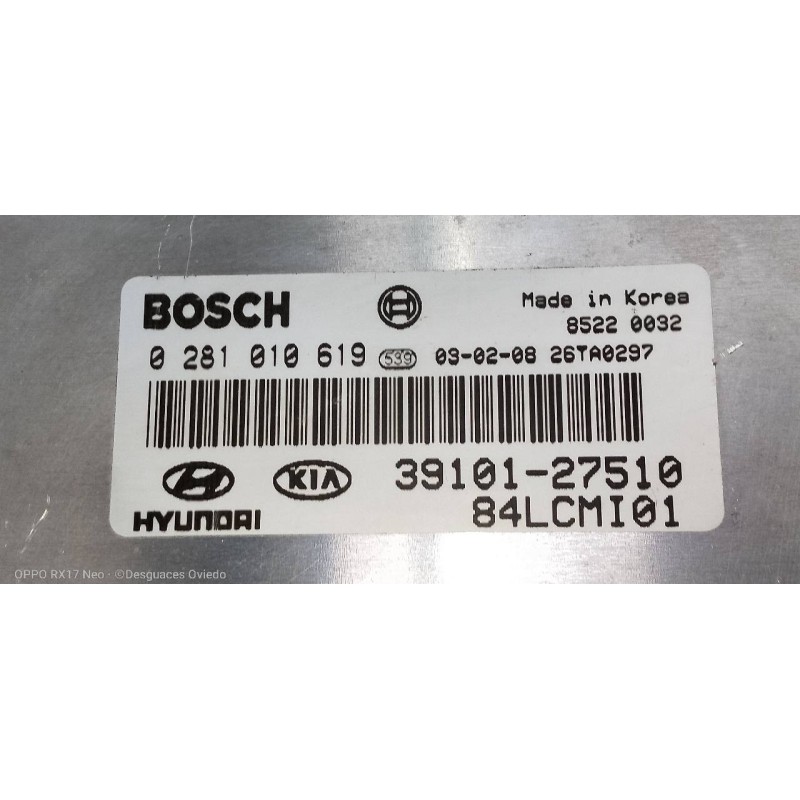 BOSCH
Made in Korea
8522 0032
0 281 010 619 539 03-02-08 26TA0297
HYUNDAI KIA 39101-27510
84LCMI01
OPPO RX17 Neo · ©Desguaces Oviedo